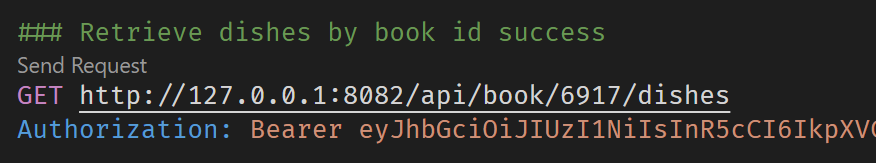 ### Retrieve dishes by book id success
Send Request
GET http://127.0.0.1:8082/api/book/6917/dishes
Authorization: Bearer eyJhbGciOiJIUzI1NiIsInR5cCI6IkpXVC